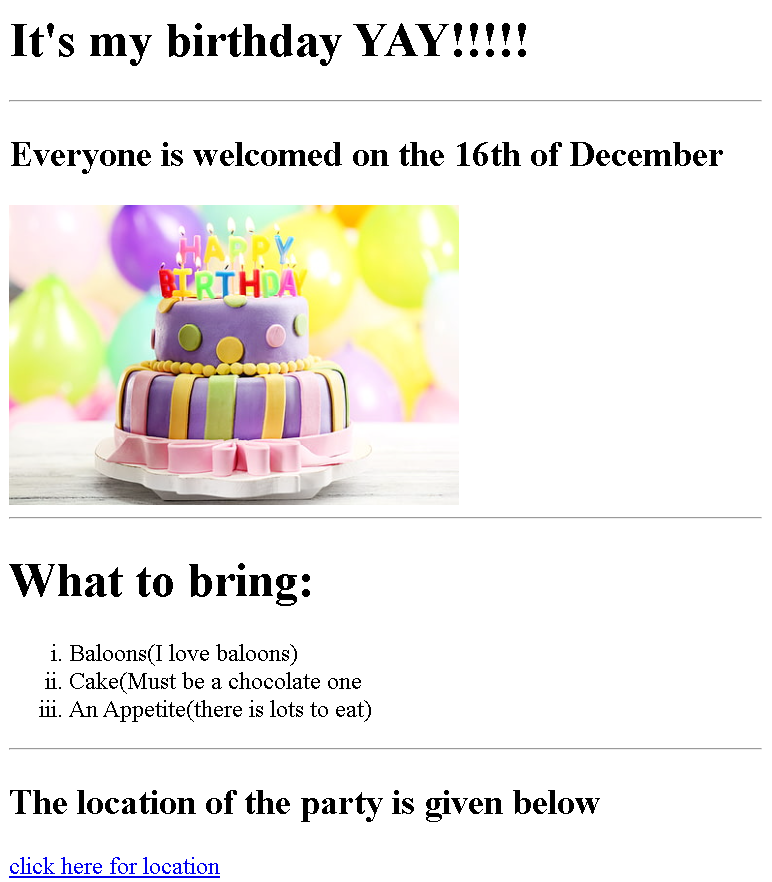 It's my birthday YAY!!!!!
Everyone is welcomed on the 16th of December
HAPPY
BIRTHDAY
What to bring:
i. Baloons(I love baloons)
ii. Cake(Must be a chocolate one
iii. An Appetite(there is lots to eat)
The location of the party is given below
click here for location